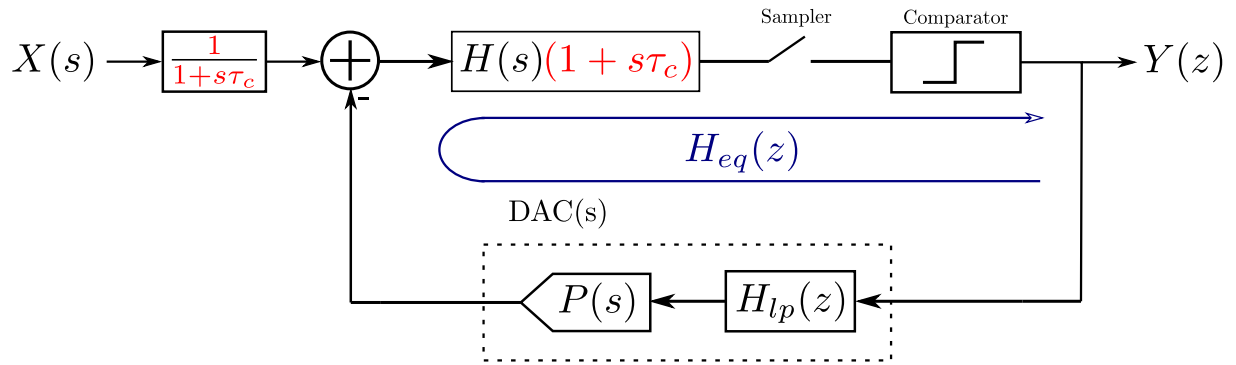 Sampler
Comparator
X(s)
1
1+sτc
+
H(s)(1 + sτc)
Y(z)
-
Heq(z)
DAC(s)
P(s)
Hlp(z)